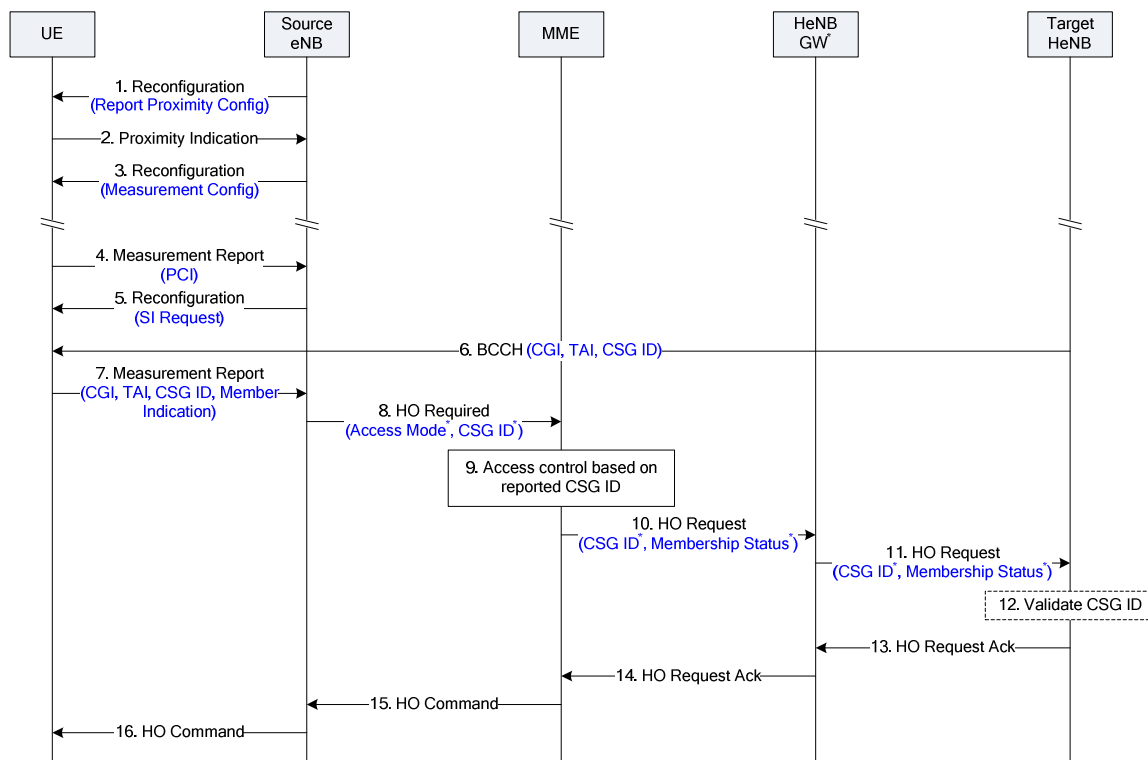 UE
Source
eNB
MME
HeNB
GW*
Target
HeNB
1. Reconfiguration
(Report Proximity Config)
2. Proximity Indication
3. Reconfiguration
(Measurement Config)
4. Measurement Report
(PCI)
5. Reconfiguration
(SI Request)
6. BCCH (CGI, TAI, CSG ID)
7. Measurement Report
(CGI, TAI, CSG ID, Member
Indication)
8. HO Required
(Access Mode*, CSG ID*)
9. Access control based on
reported CSG ID
10. HO Request
(CSG ID*, Membership Status*)
11. HO Request
(CSG ID*, Membership Status*)
12. Validate CSG ID
13. HO Request Ack
14. HO Request Ack
15. HO Command
16. HO Command